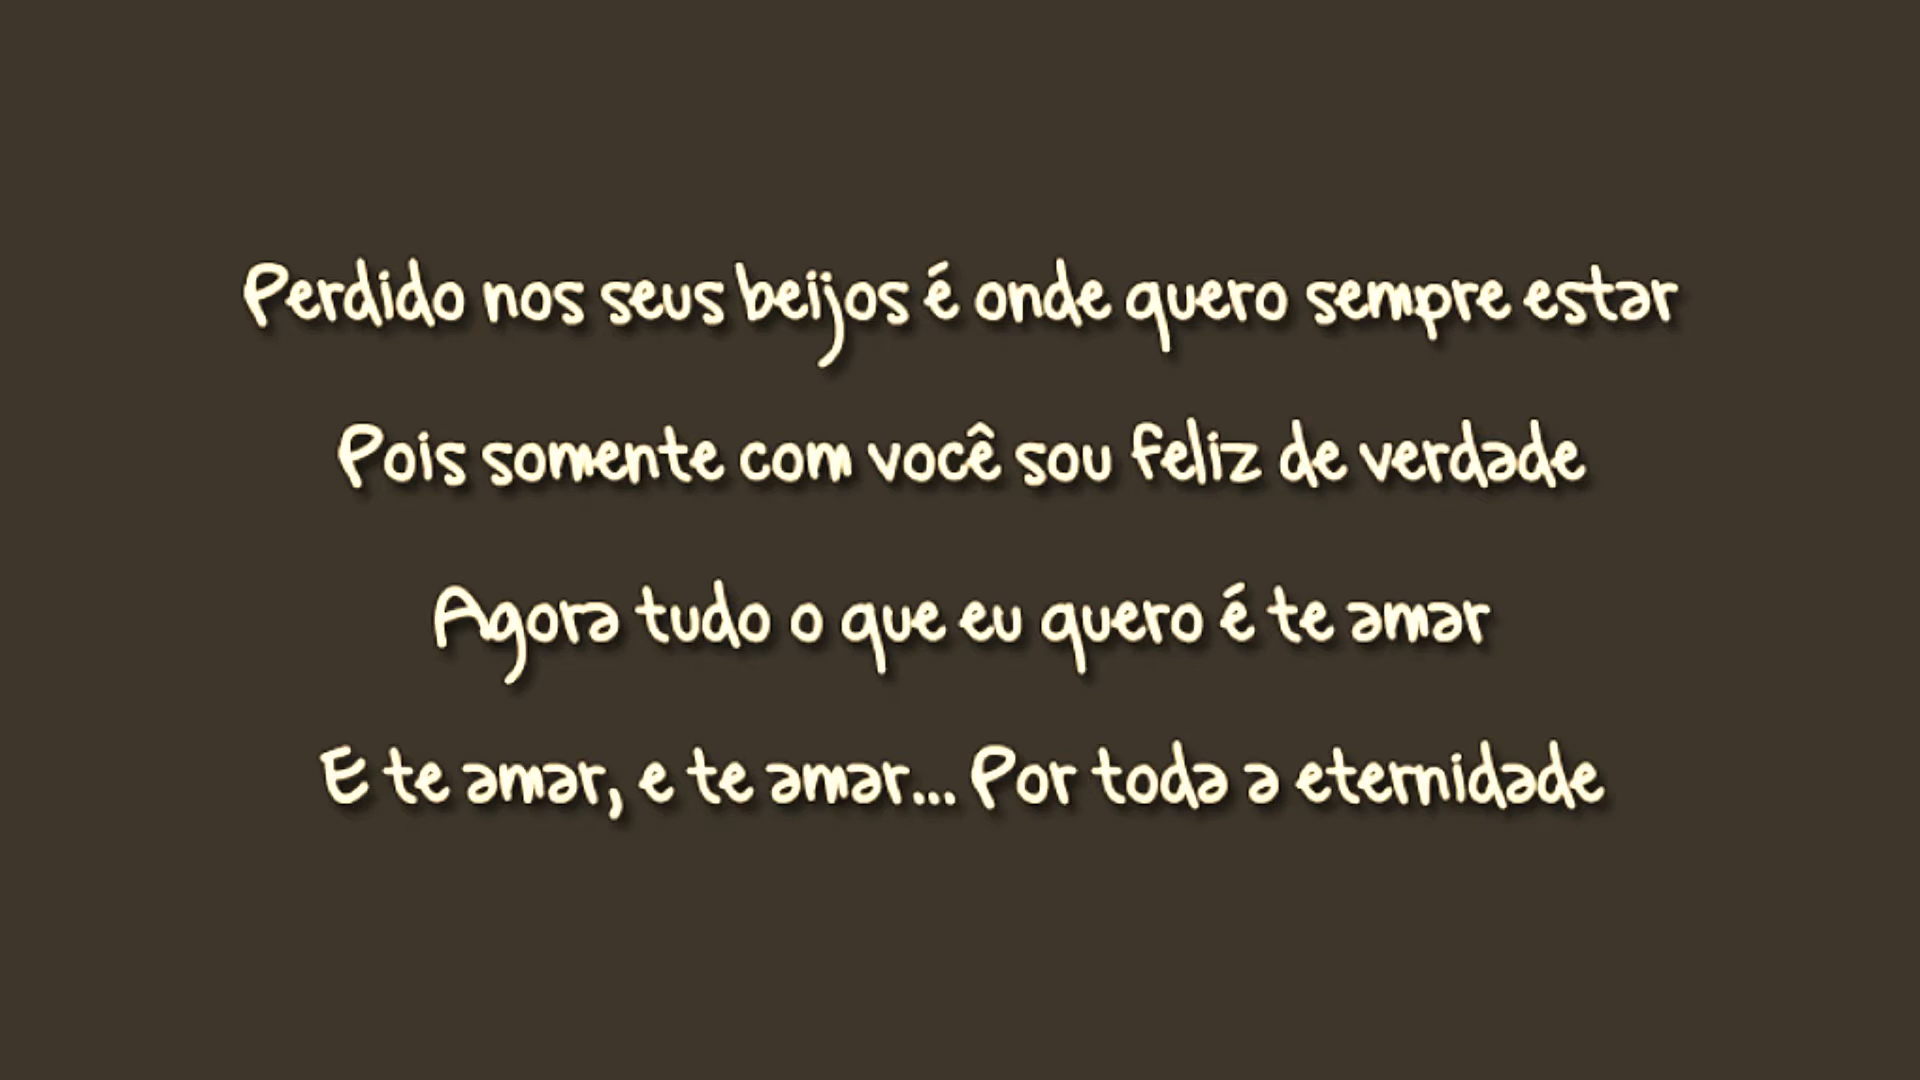 Perdido nos seus beijos é onde quero sempre estar
Pois somente com você sou feliz de verdade
Agora tudo o que eu quero é te amar
E te amar, e te amar... Por toda a eternidade